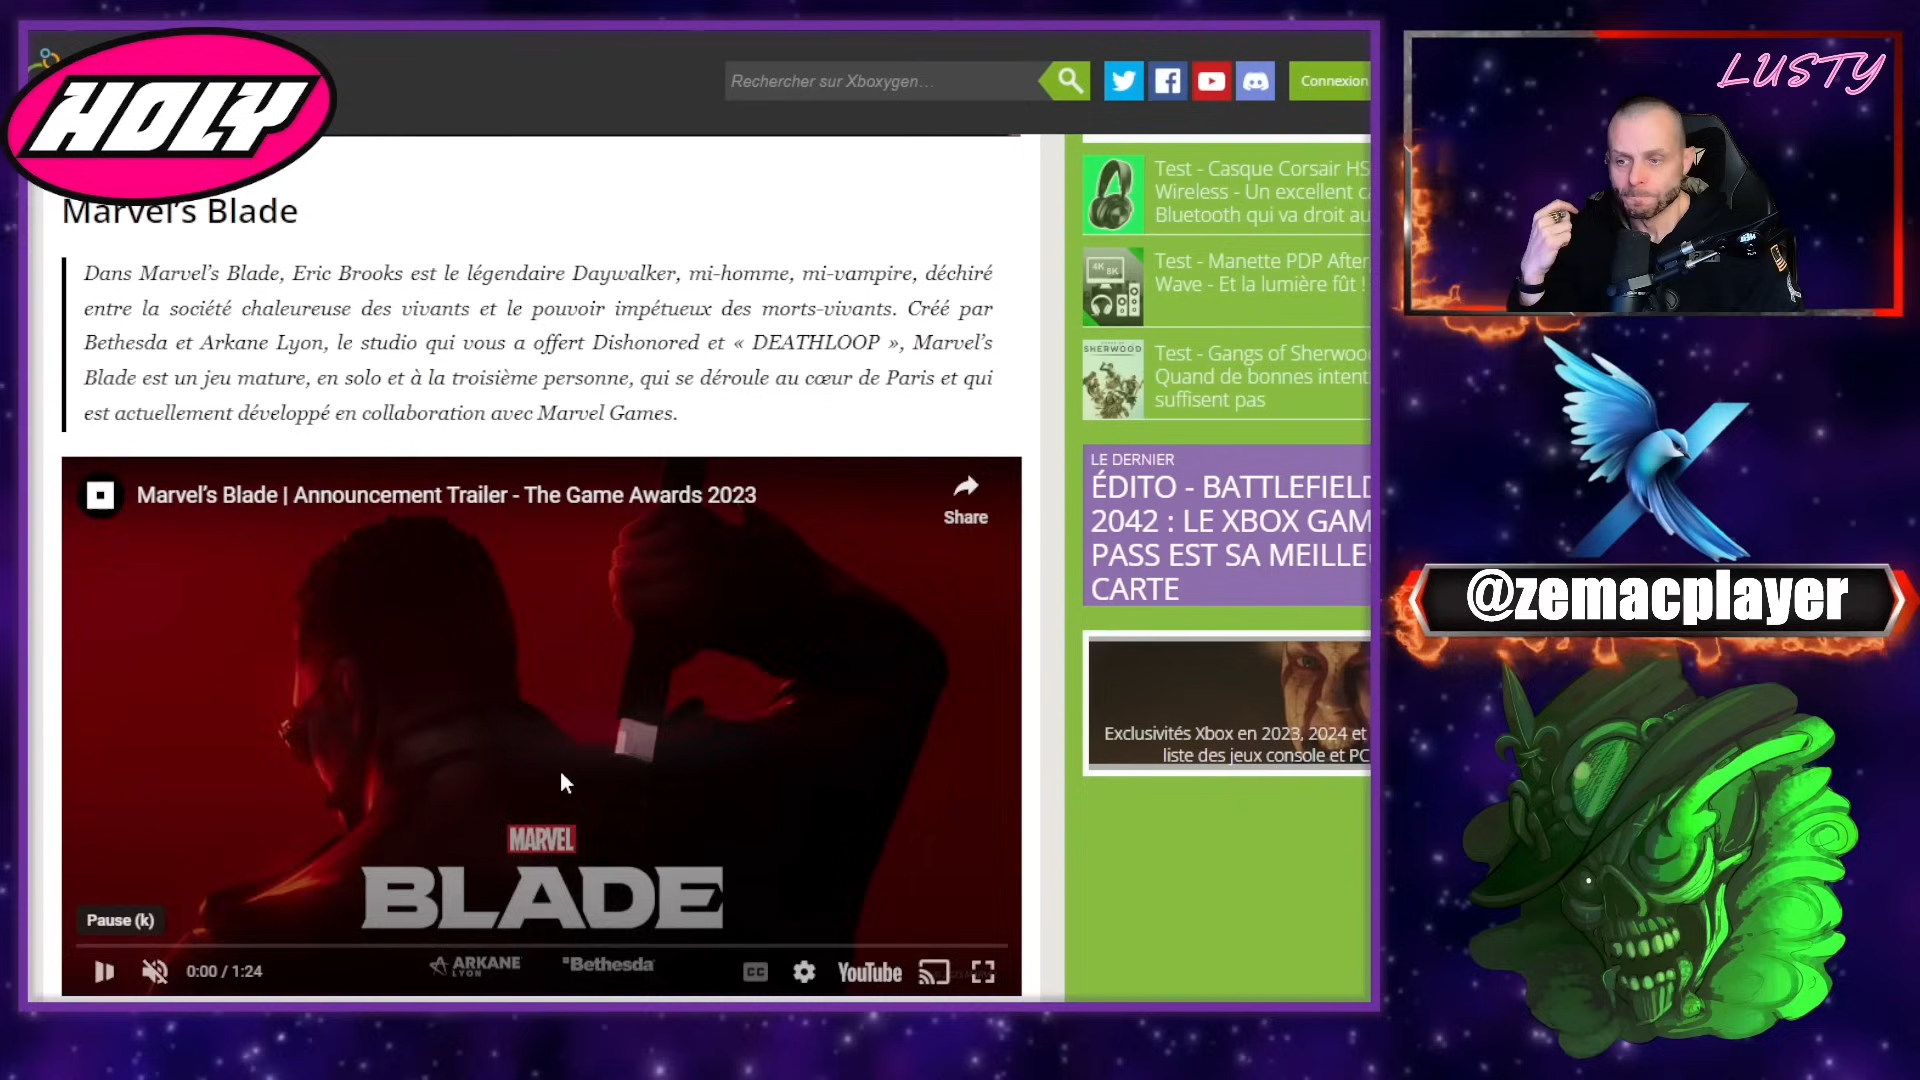 HOLY
Rechercher sur Xboxygen…
Connexion
LUSTY
Marvel's Blade
Dans Marvel's Blade, Eric Brooks est le légendaire Daywalker, mi-homme, mi-vampire, déchiré
entre la société chaleureuse des vivants et le pouvoir impétueux des morts-vivants. Créé par
Bethesda et Arkane Lyon, le studio qui vous a offert Dishonored et « DEATHLOOP », Marvel's
Blade est un jeu mature, en solo et à la troisième personne, qui se déroule au cœur de Paris et qui
est actuellement développé en collaboration avec Marvel Games.
Marvel's Blade | Announcement Trailer - The Game Awards 2023
Share
MARVEL
BLADE
Pause (k)
0:00 / 1:24
ARKANE
LYON
Bethesda
CC
YouTube
Test - Casque Corsair HS
Wireless - Un excellent c
Bluetooth qui va droit au
4K
8K
Test - Manette PDP After
Wave - Et la lumière fût !
SHERWOOD
Test - Gangs of Sherwoo
Quand de bonnes intent
suffisent pas
LE DERNIER
ÉDITO - BATTLEFIELD
2042 : LE XBOX GAM
PASS EST SA MEILLE
CARTE
Exclusivités Xbox en 2023, 2024 et
liste des jeux console et PC
@zemacplayer